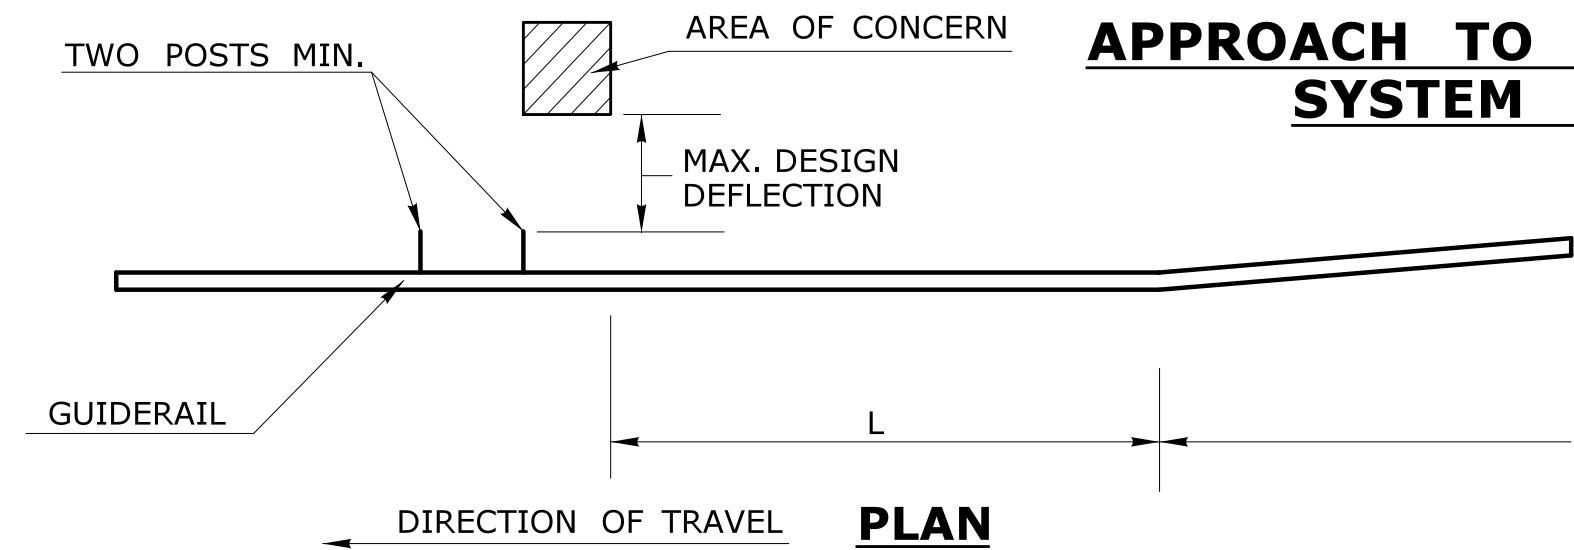 AREA OF CONCERN
APPROACH TO
SYSTEM
TWO POSTS MIN.
MAX. DESIGN
DEFLECTION
GUIDERAIL
L
DIRECTION OF TRAVEL
PLAN